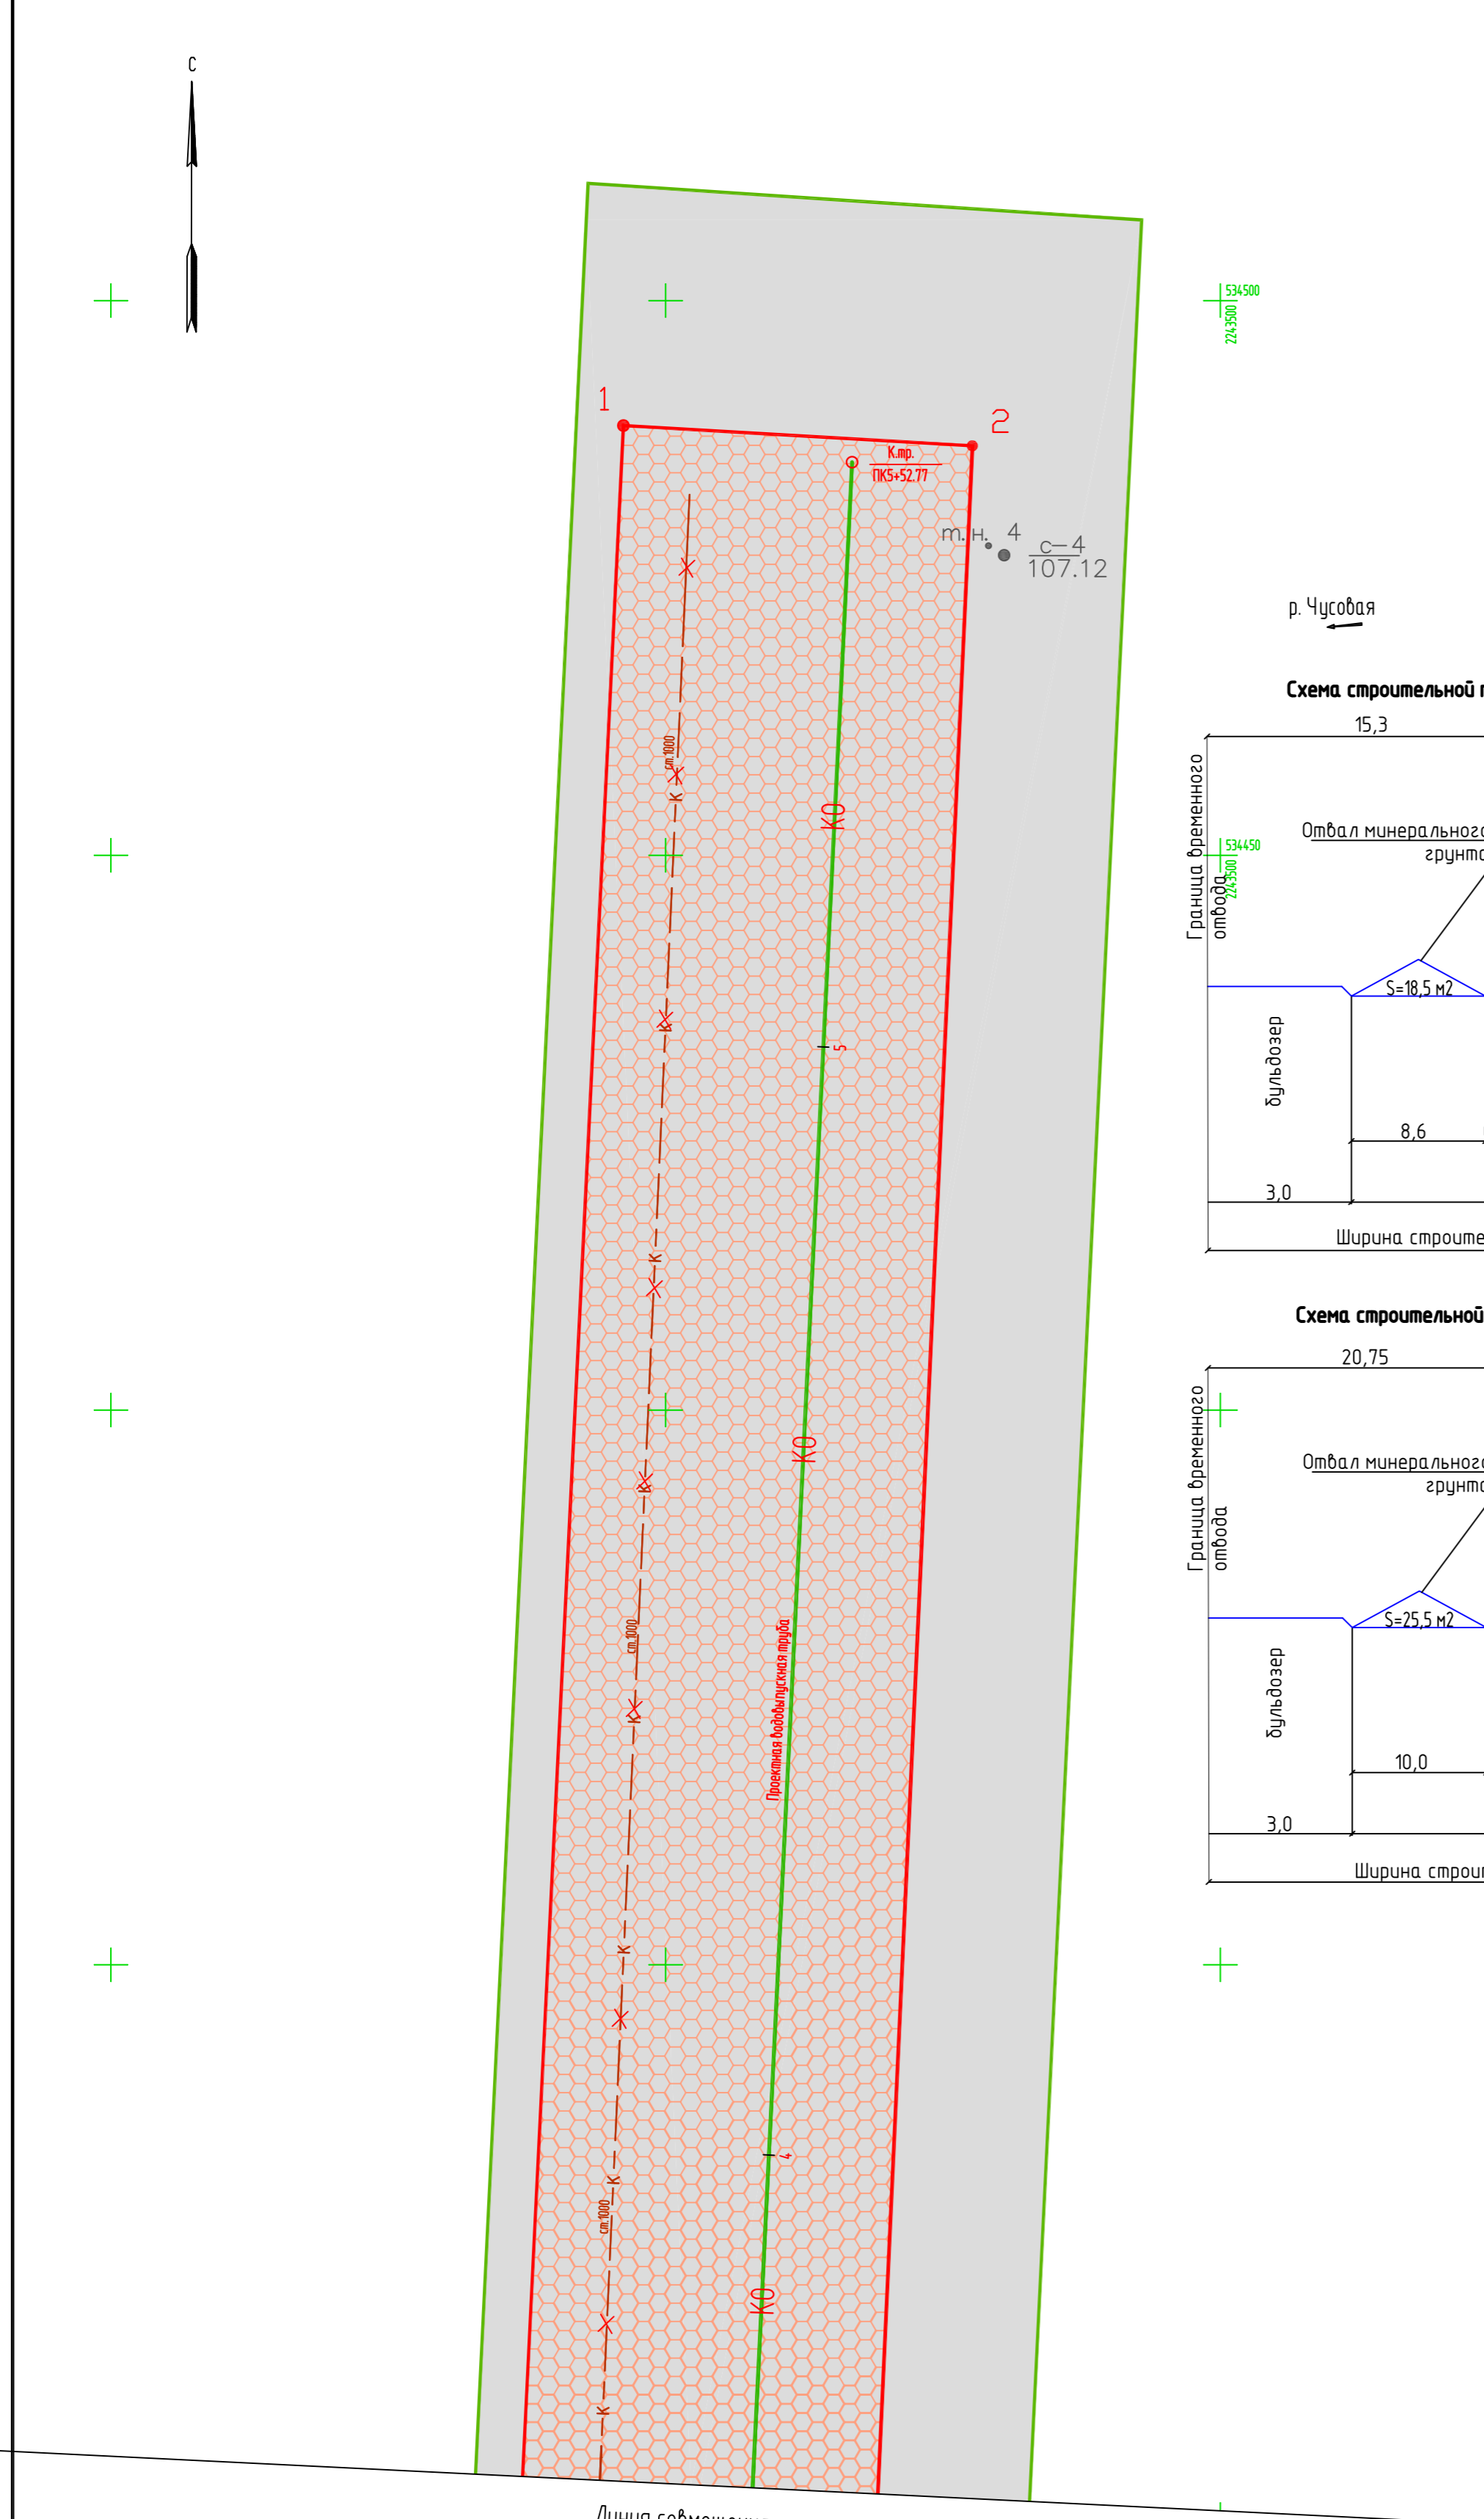 С
534500
2243500
1
2
К.тр.
ПК5+52.77
т.н. 4
с-4
107.12
р. Чусовая
Схема строительной
15,3
Граница временного
отвода
Отвал минерального
грунта
534450
2243500
S=18,5 м2
бульдозер
8,6
3,0
Ширина строите
ст.1000
К
КО
К
5
К
Схема строительной
20,75
Граница временного
отвода
Отвал минерального
грунта
S=25,5 м2
бульдозер
10,0
3,0
Ширина строит
КО
К
ст.1000
Проектная водовыпускная труба
К
К
4
К
ст.1000
КО
К
Линия совмещени